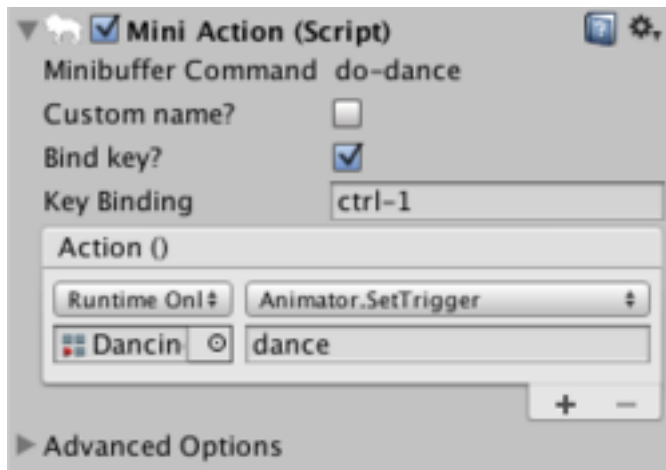 Mini Action (Script)
Minibuffer Command do-dance
Custom name?
Bind key?
Key Binding ctrl-1
Action ()
Runtime Onl Animator.SetTrigger
Dancin dance
Advanced Options